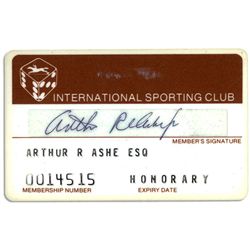 INTERNATIONAL SPORTING CLUB
MEMBER'S SIGNATURE
ARTHUR R ASHE ESQ
0014515 HONORARY
MEMBERSHIP NUMBER EXPIRY DATE